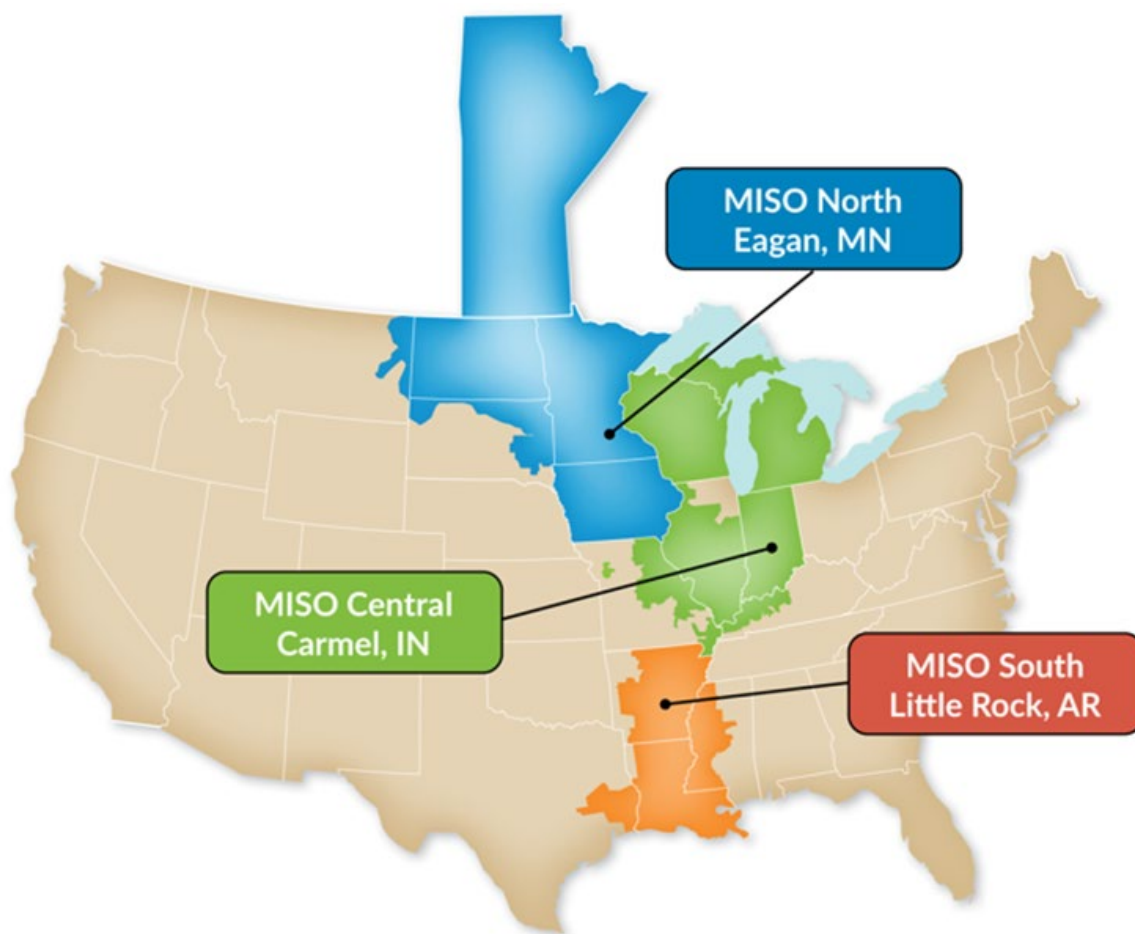 MISO North
Eagan, MN
MISO Central
Carmel, IN
MISO South
Little Rock, AR